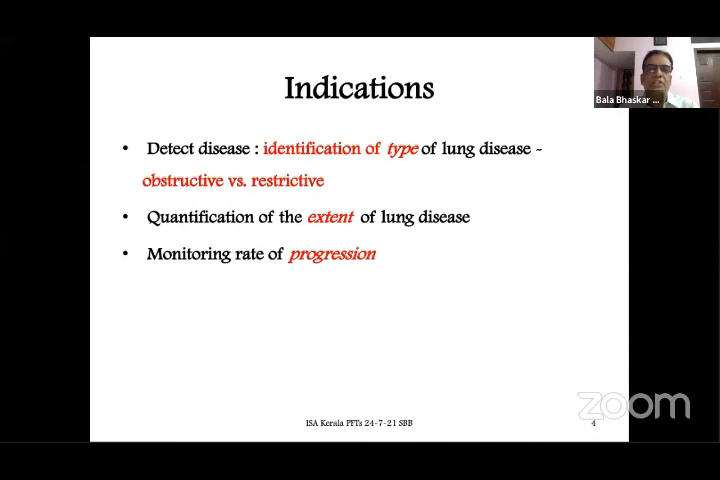 Indications
Bala Bhaskar ...
• Detect disease : identification of type of lung disease -
obstructive vs. restrictive
• Quantification of the extent of lung disease
• Monitoring rate of progression
zoom
ISA Kerala PFTs 24-7-21 SBB
4